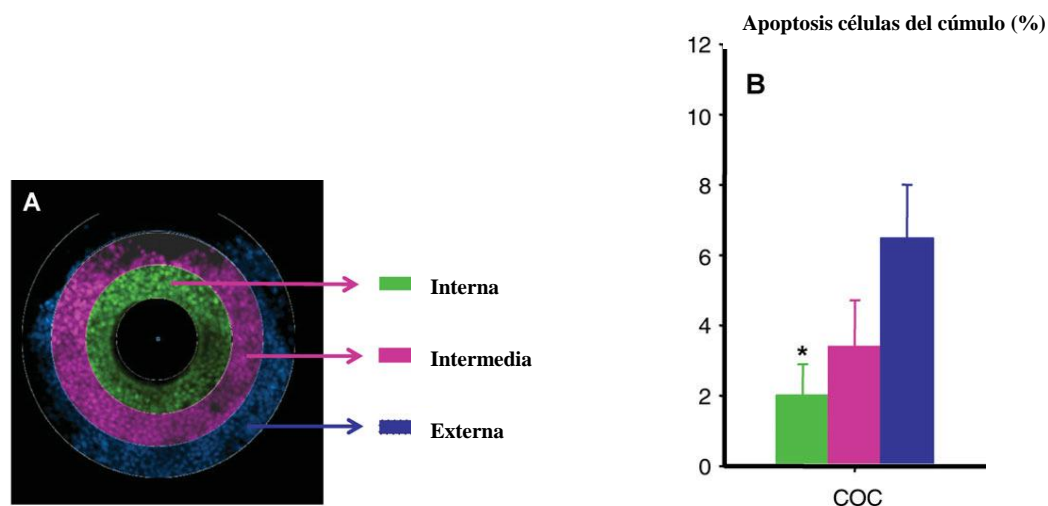 A
Interna
Intermedia
Externa
Apoptosis células del cúmulo (%)
B
12
10
8
6
4
2
0
*
COC